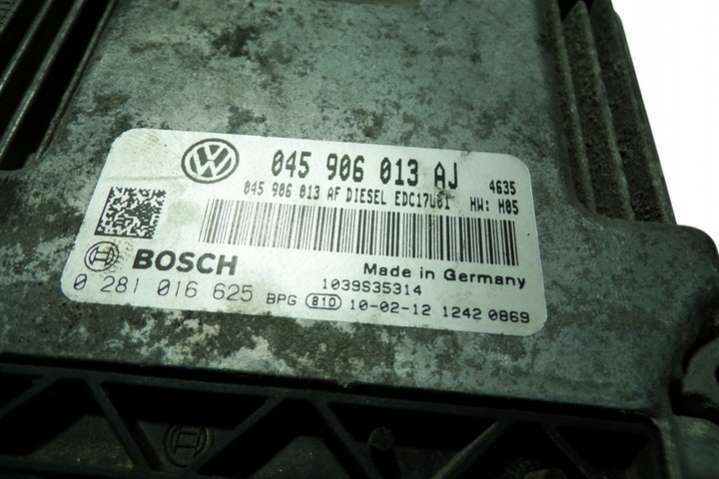 045 906 013 AJ 4635
045 906 013 AF DIESEL EDC17U01 HW: H05
BOSCH Made in Germany
1039S35314
0 281 016 625 BPG 810 10-02-12 1242 0869